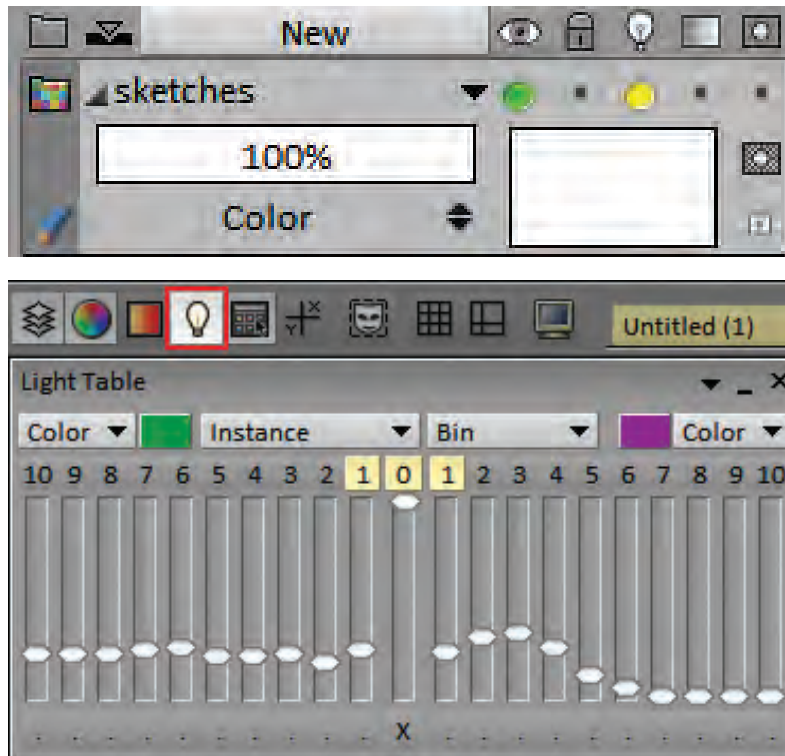 New
sketches
100%
Color
Untitled (1)
Light Table
Color Instance Bin Color
10 9 8 7 6 5 4 3 2 1 0 1 2 3 4 5 6 7 8 9 10
X